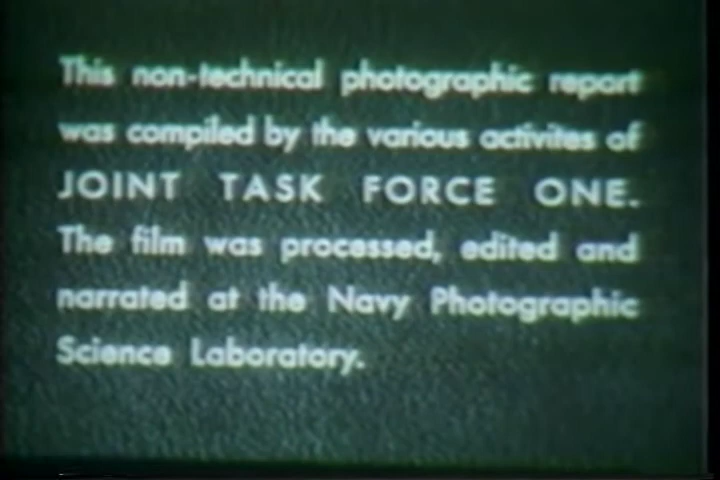 This non-technical photographic report
was compiled by the various activites of
JOINT TASK FORCE ONE.
The film was processed, edited and
narrated at the Navy Photographic
Science Laboratory.